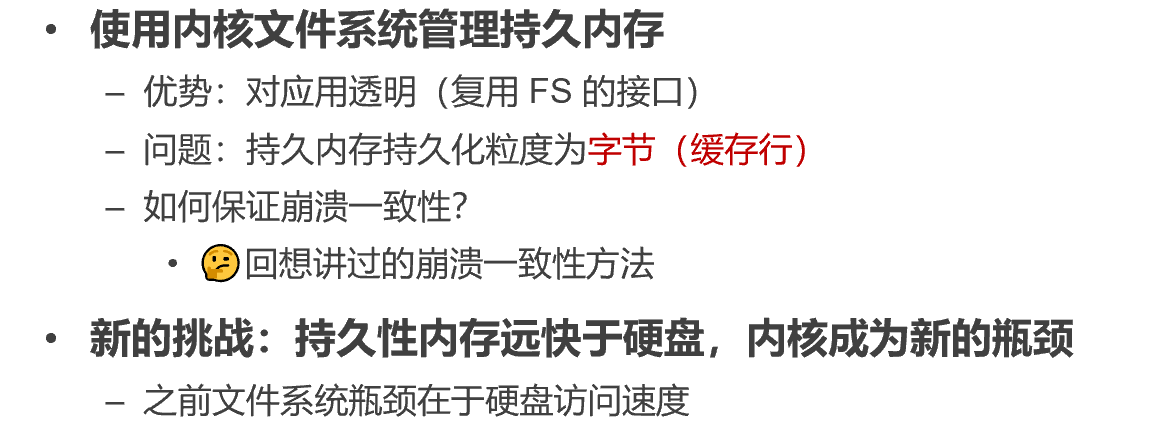 • 使用内核文件系统管理持久内存
– 优势：对应用透明（复用 FS 的接口）
– 问题：持久内存持久化粒度为字节（缓存行）
– 如何保证崩溃一致性？
• 🤔回想讲过的崩溃一致性方法
• 新的挑战：持久性内存远快于硬盘，内核成为新的瓶颈
– 之前文件系统瓶颈在于硬盘访问速度